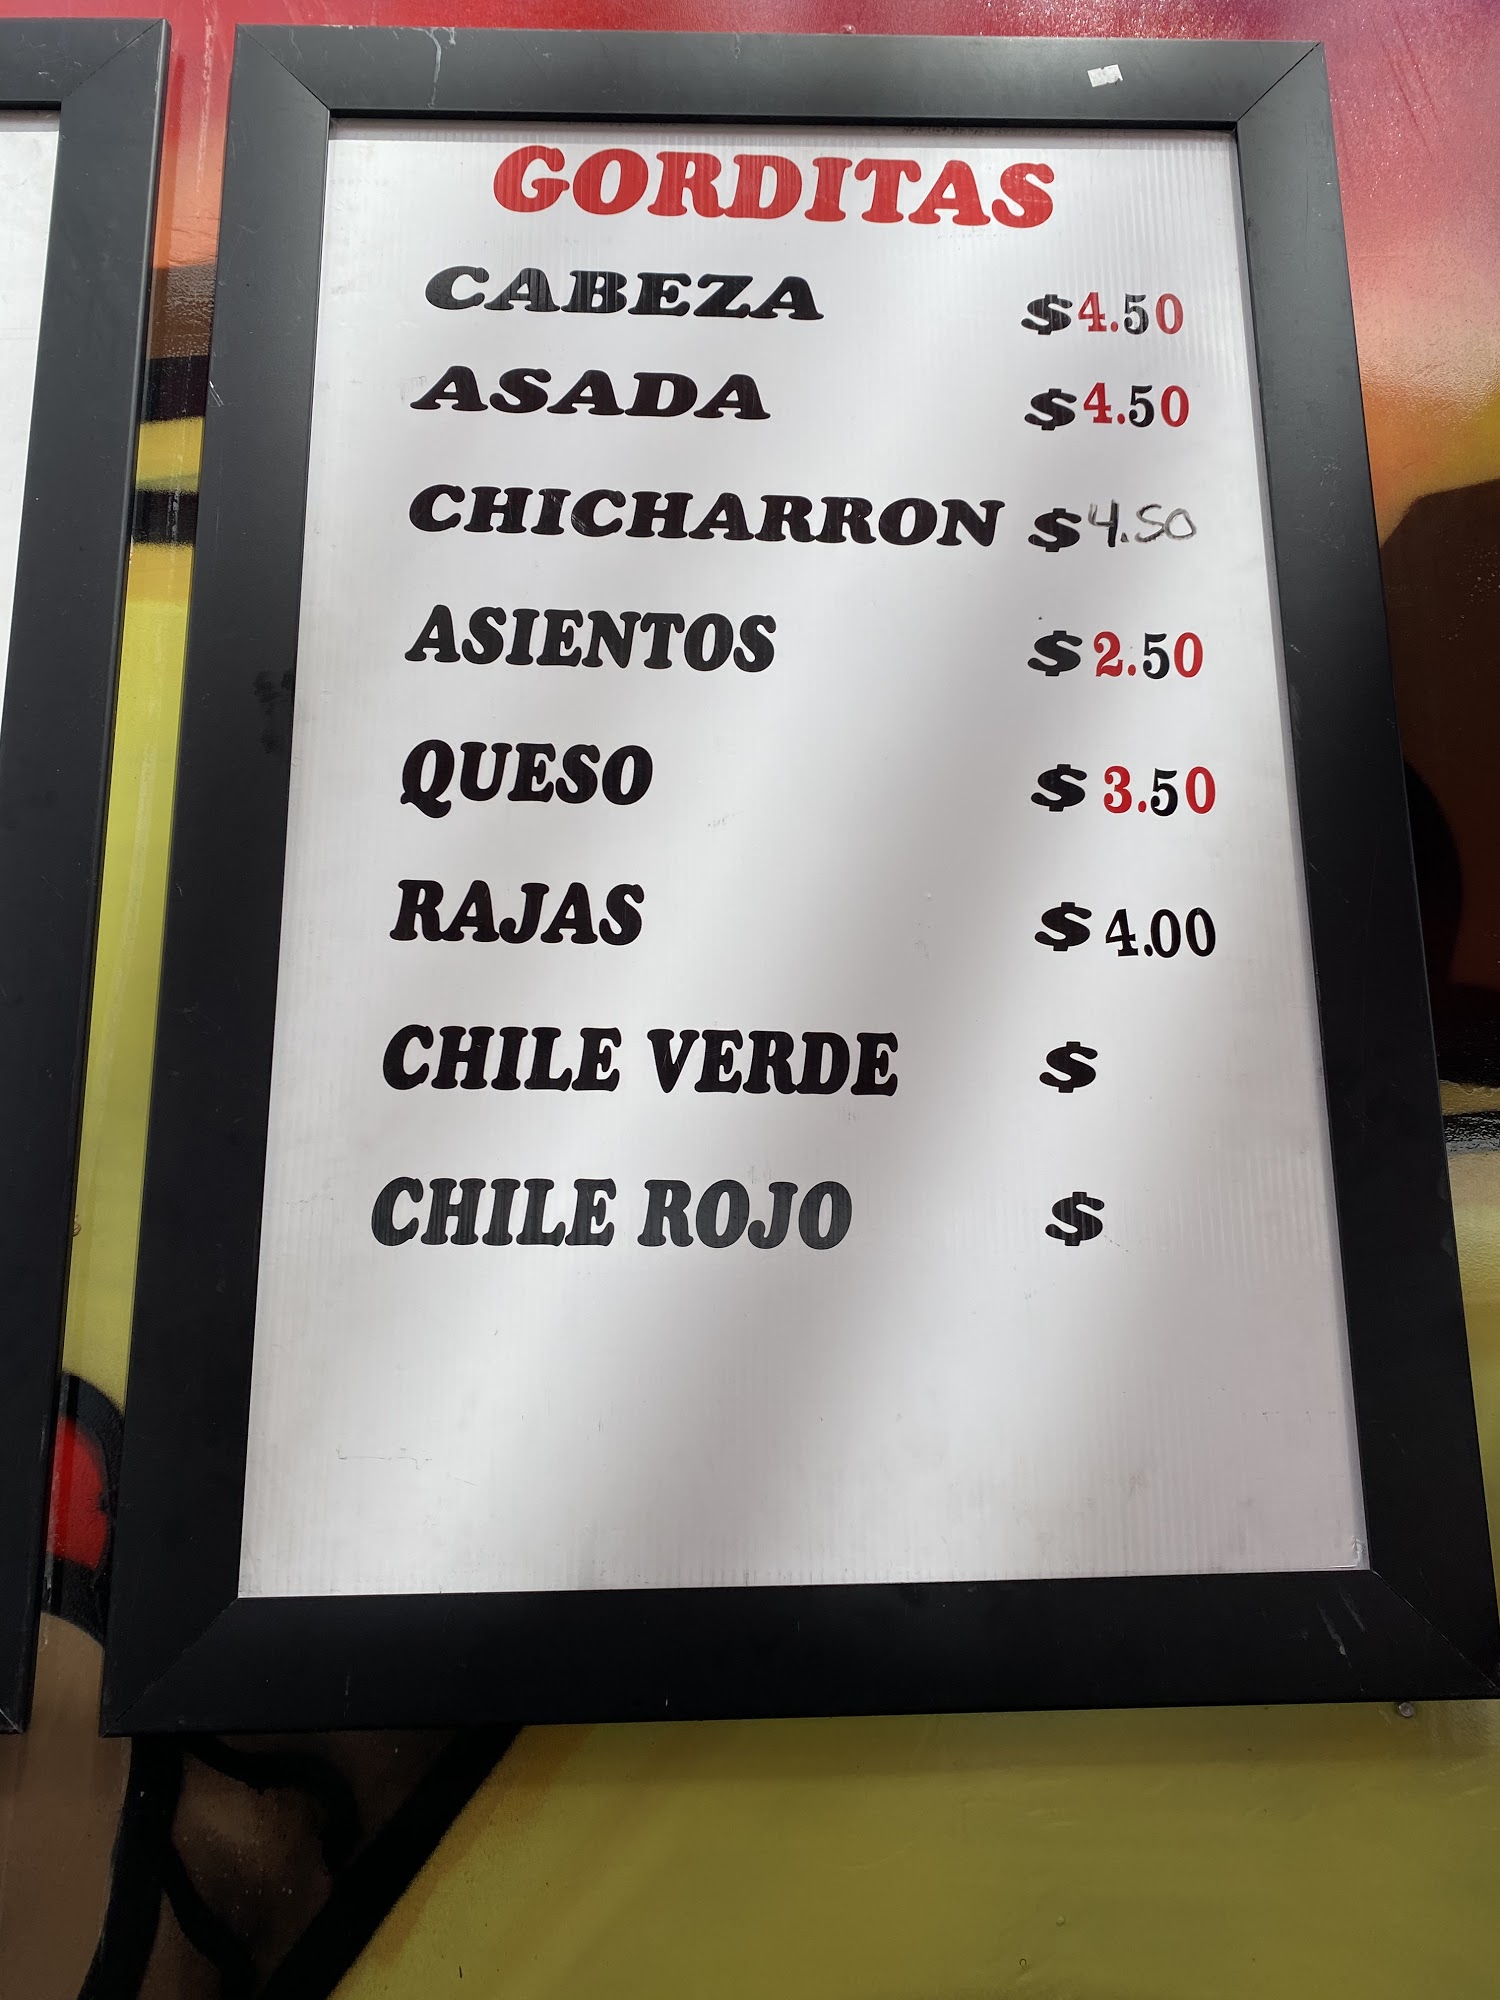 GORDITAS
CABEZA $4.50
ASADA $4.50
CHICHARRON $4.50
ASIENTOS $2.50
QUESO $3.50
RAJAS $4.00
CHILE VERDE $
CHILE ROJO $